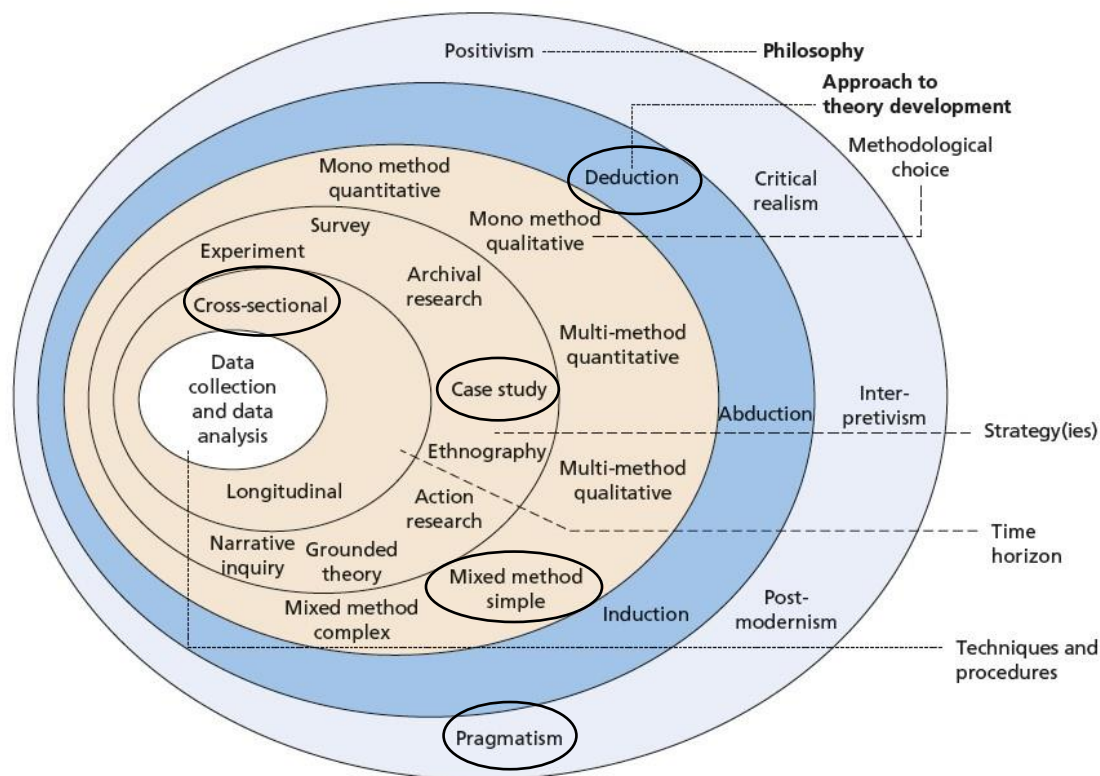 Positivism
Philosophy
Approach to
theory development
Methodological
choice
Mono method
quantitative
Deduction
Critical
realism
Mono method
qualitative
Survey
Experiment
Archival
research
Cross-sectional
Multi-method
quantitative
Data
collection
and data
analysis
Case study
Abduction
Inter-
pretivism
Strategy(ies)
Ethnography
Multi-method
qualitative
Longitudinal
Action
research
Time
horizon
Narrative
inquiry
Grounded
theory
Mixed method
simple
Mixed method
complex
Induction
Post-
modernism
Techniques and
procedures
Pragmatism